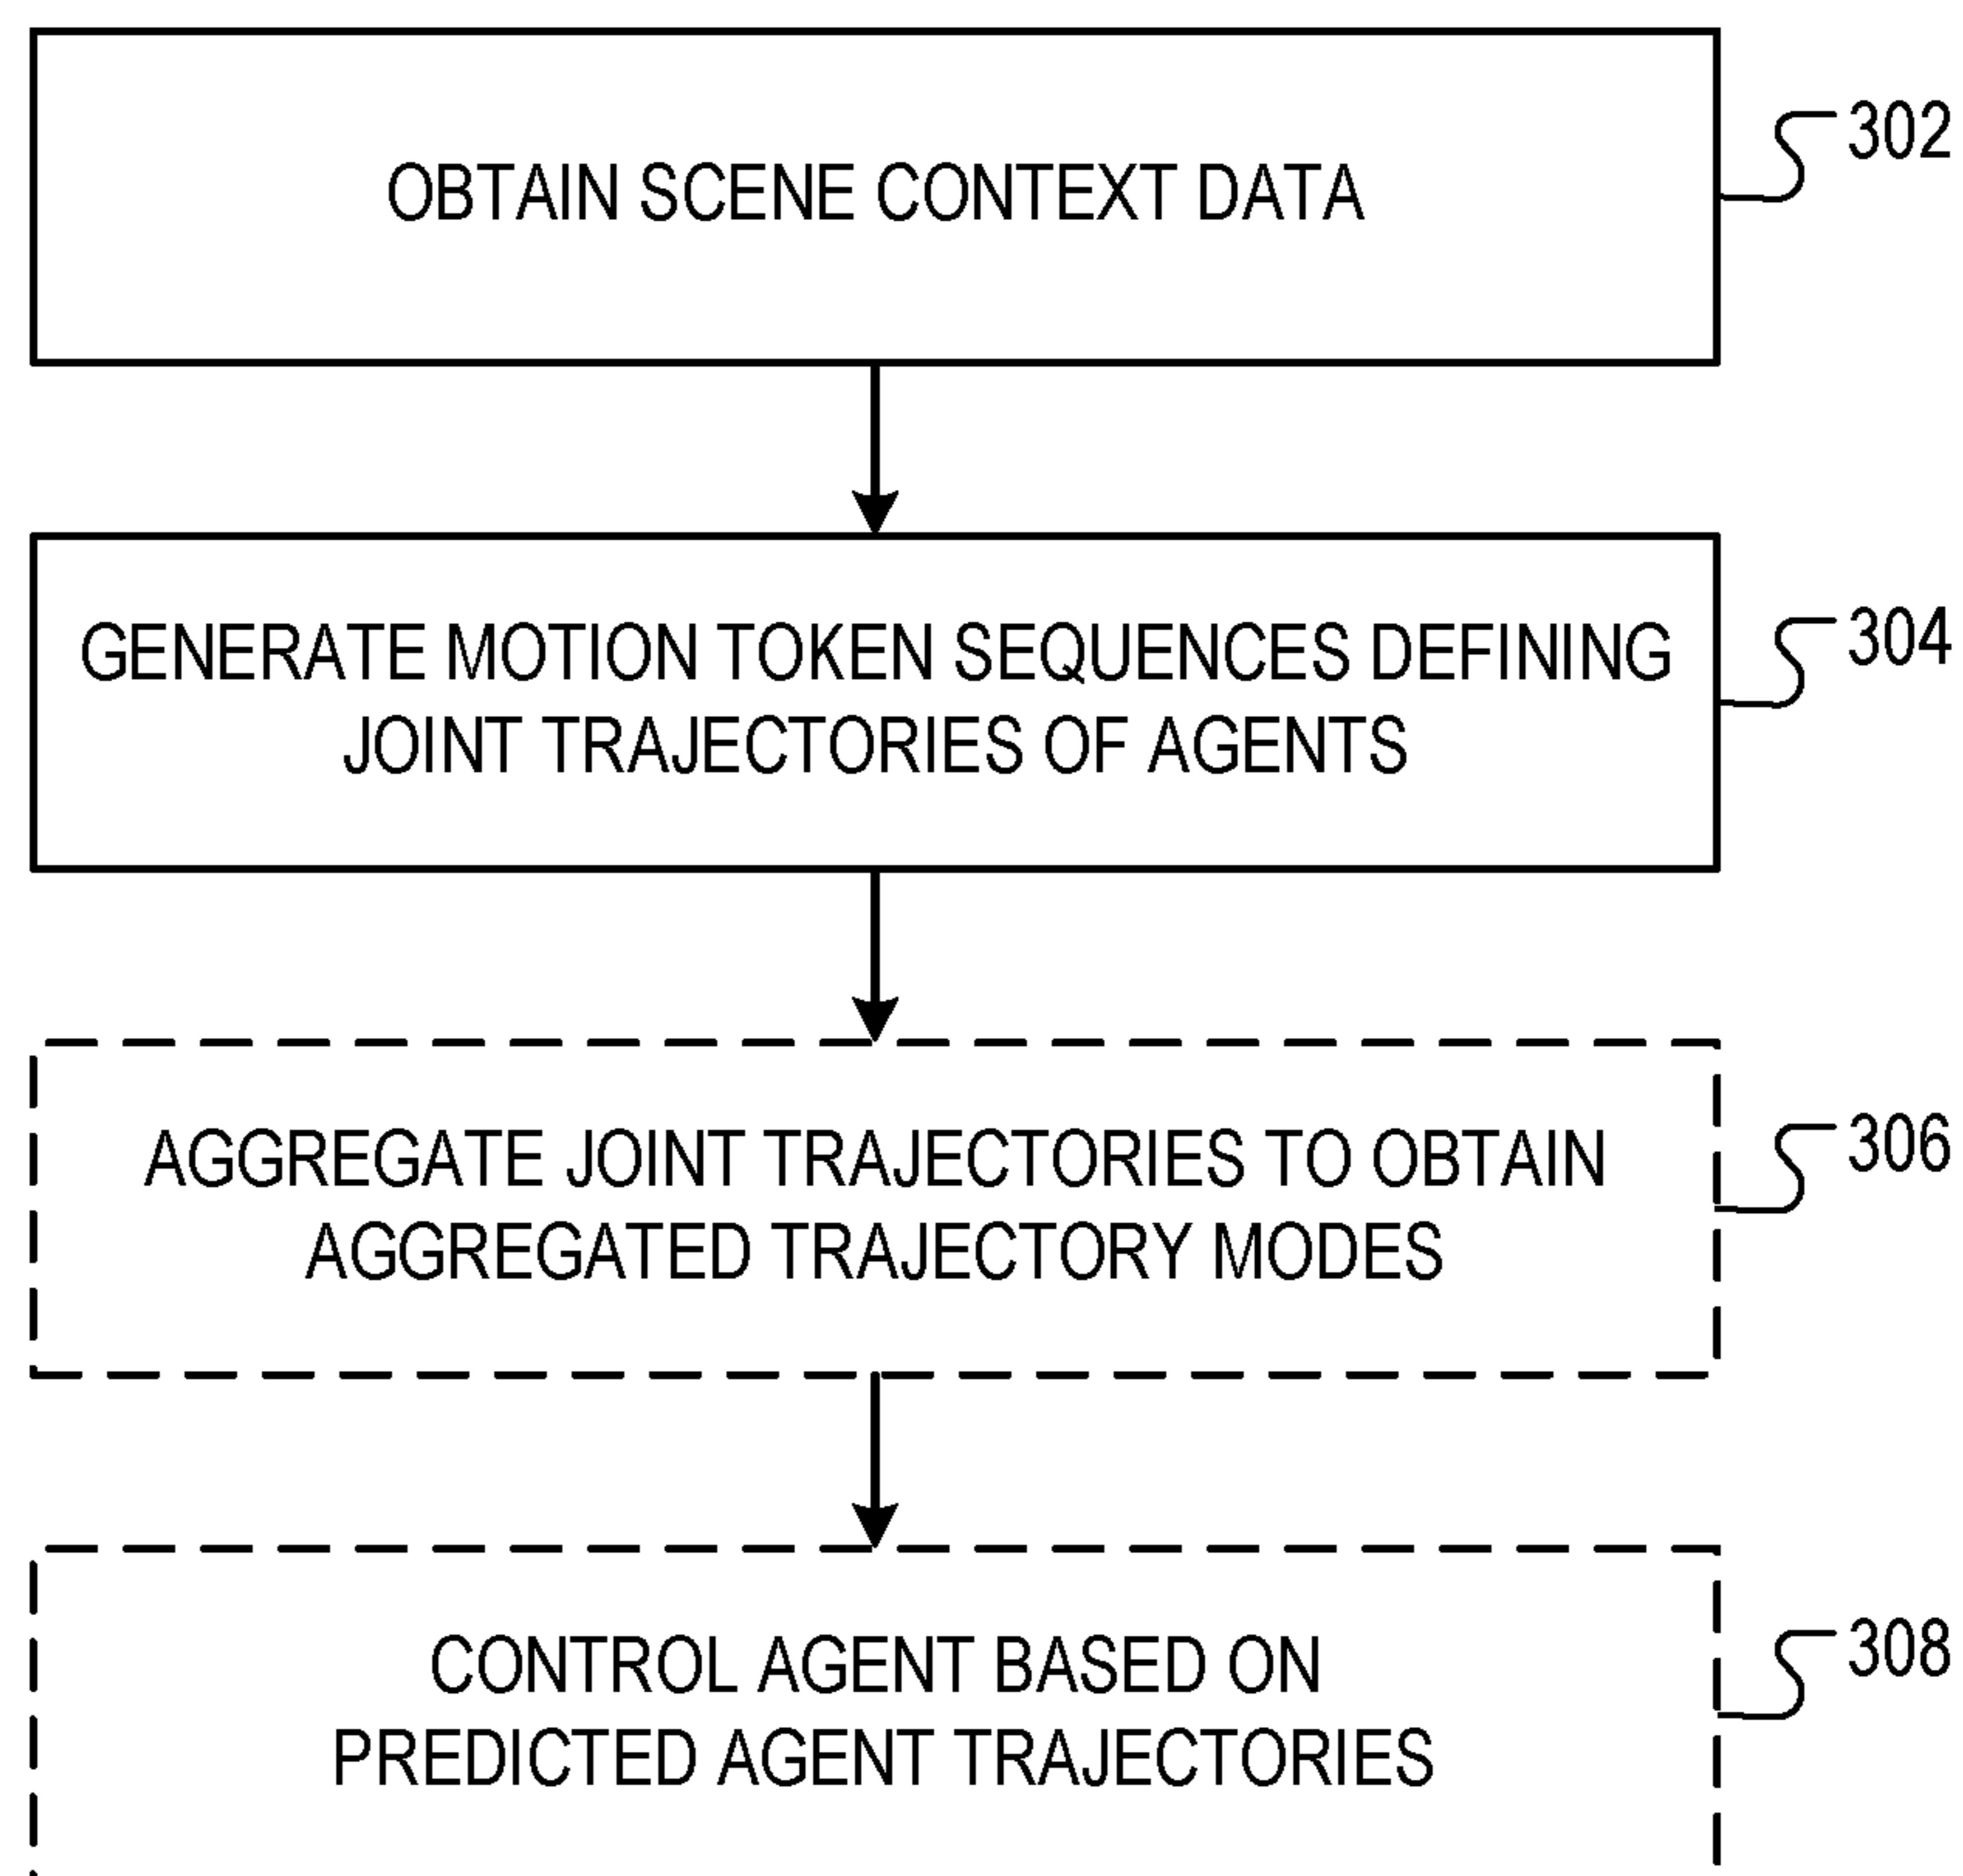 OBTAIN SCENE CONTEXT DATA
302
GENERATE MOTION TOKEN SEQUENCES DEFINING
JOINT TRAJECTORIES OF AGENTS
304
AGGREGATE JOINT TRAJECTORIES TO OBTAIN
AGGREGATED TRAJECTORY MODES
306
CONTROL AGENT BASED ON
PREDICTED AGENT TRAJECTORIES
308